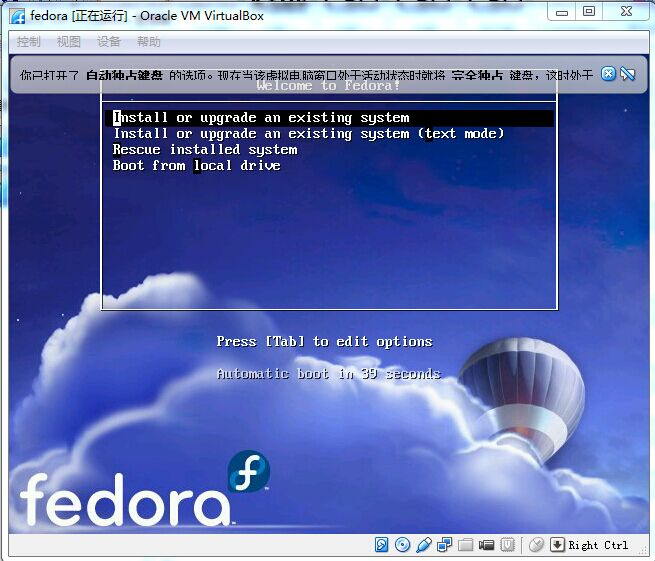 fedora [正在运行] - Oracle VM VirtualBox
控制 视图 设备 帮助
你已打开了 自动独占键盘 的选项。现在当该虚拟电脑窗口处于活动状态时就将 完全独占 键盘，这时处于
Welcome to Fedora!
Install or upgrade an existing system
Install or upgrade an existing system (text mode)
Rescue installed system
Boot from local drive
Press [Tab] to edit options
Automatic boot in 39 seconds
fedora
Right Ctrl